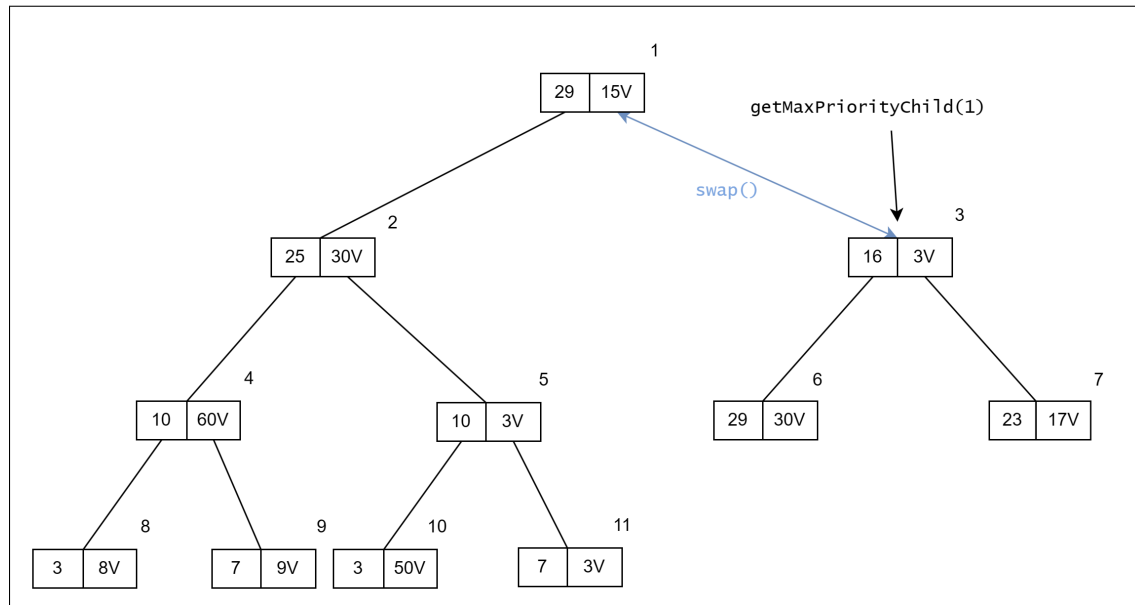 1
29 15V
getMaxPriorityChild(1)
swap()
2
3
25 30V
16 3V
4
5
6
7
10 60V
10 3V
29 30V
23 17V
8
9
10
11
3 8V
7 9V
3 50V
7 3V